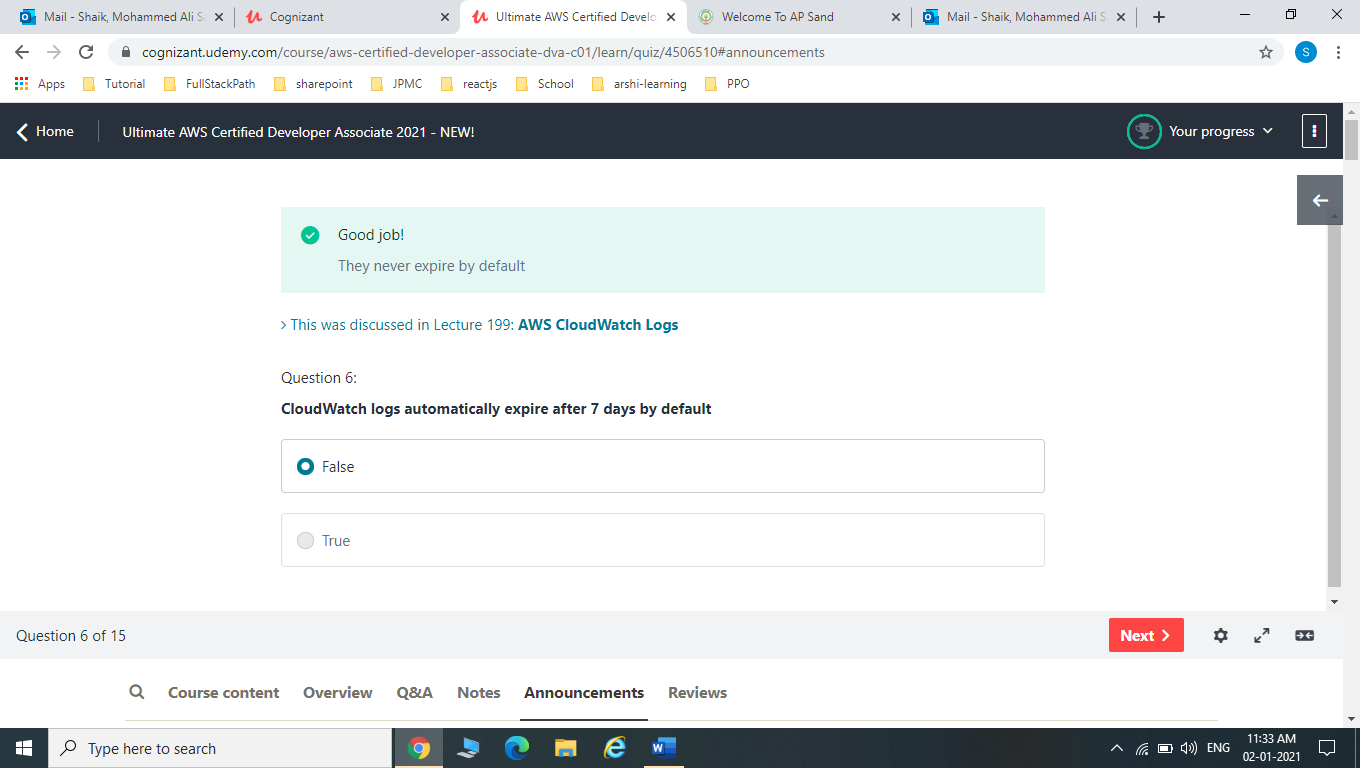 Mail - Shaik, Mohammed Ali S
Cognizant
Ultimate AWS Certified Develo
Welcome To AP Sand
Mail - Shaik, Mohammed Ali S
cognizant.udemy.com/course/aws-certified-developer-associate-dva-c01/learn/quiz/4506510#announcements
S
Apps
Tutorial
FullStackPath
sharepoint
JPMC
reactjs
School
arshi-learning
PPO
Home
Ultimate AWS Certified Developer Associate 2021 - NEW!
Your progress
Good job!
They never expire by default
This was discussed in Lecture 199: AWS CloudWatch Logs
Question 6:
CloudWatch logs automatically expire after 7 days by default
False
True
Question 6 of 15
Next
Course content
Overview
Q&A
Notes
Announcements
Reviews
Type here to search
ENG
11:33 AM
02-01-2021